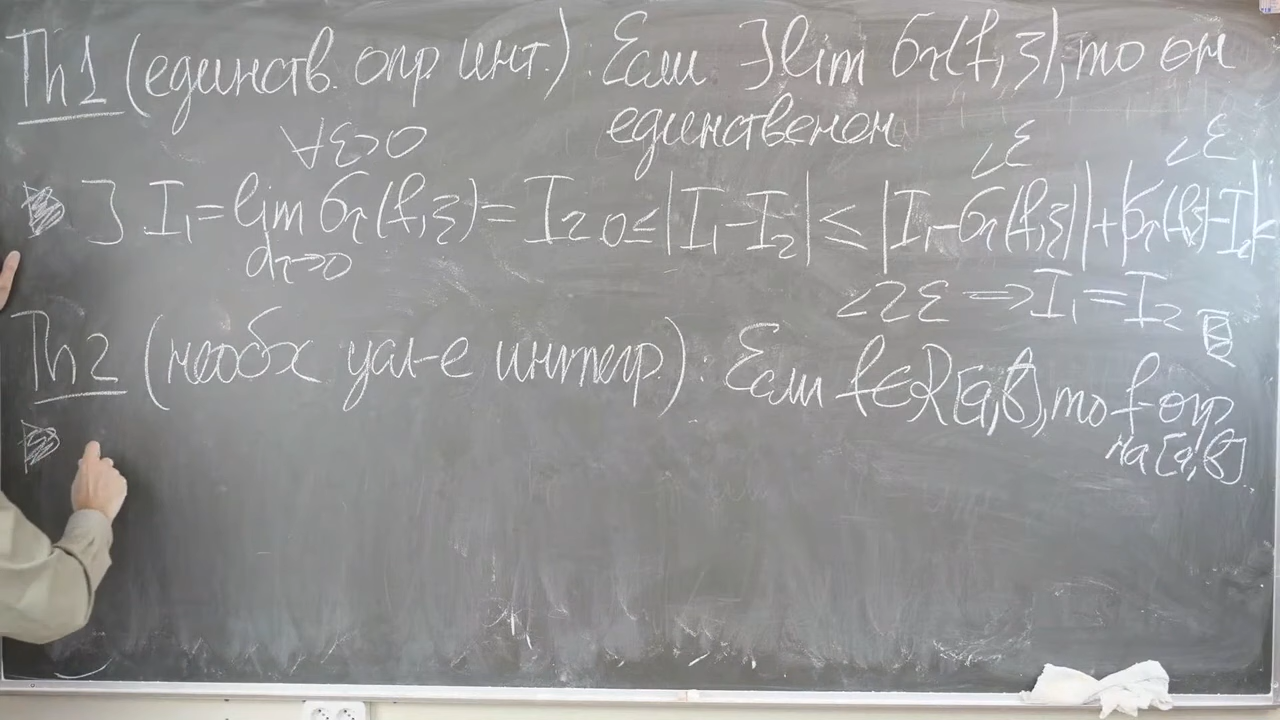 Th1 (единств. опр. инт.). Если ∃lim σ_τ(f,ξ), то он
единственен
∀ε>0 <ε <ε
] I₁=lim σ_τ(f,ξ)=I₂ 0≤|I₁-I₂| ≤ |I₁-σ_τ(f,ξ)|+|σ_τ(f,ξ)-I₂|<
d_τ→0
<2ε ⇒I₁=I₂
Th2 (необх усл-е интегр.). Если f∈R[a,b], то f-огр
на [a,b].